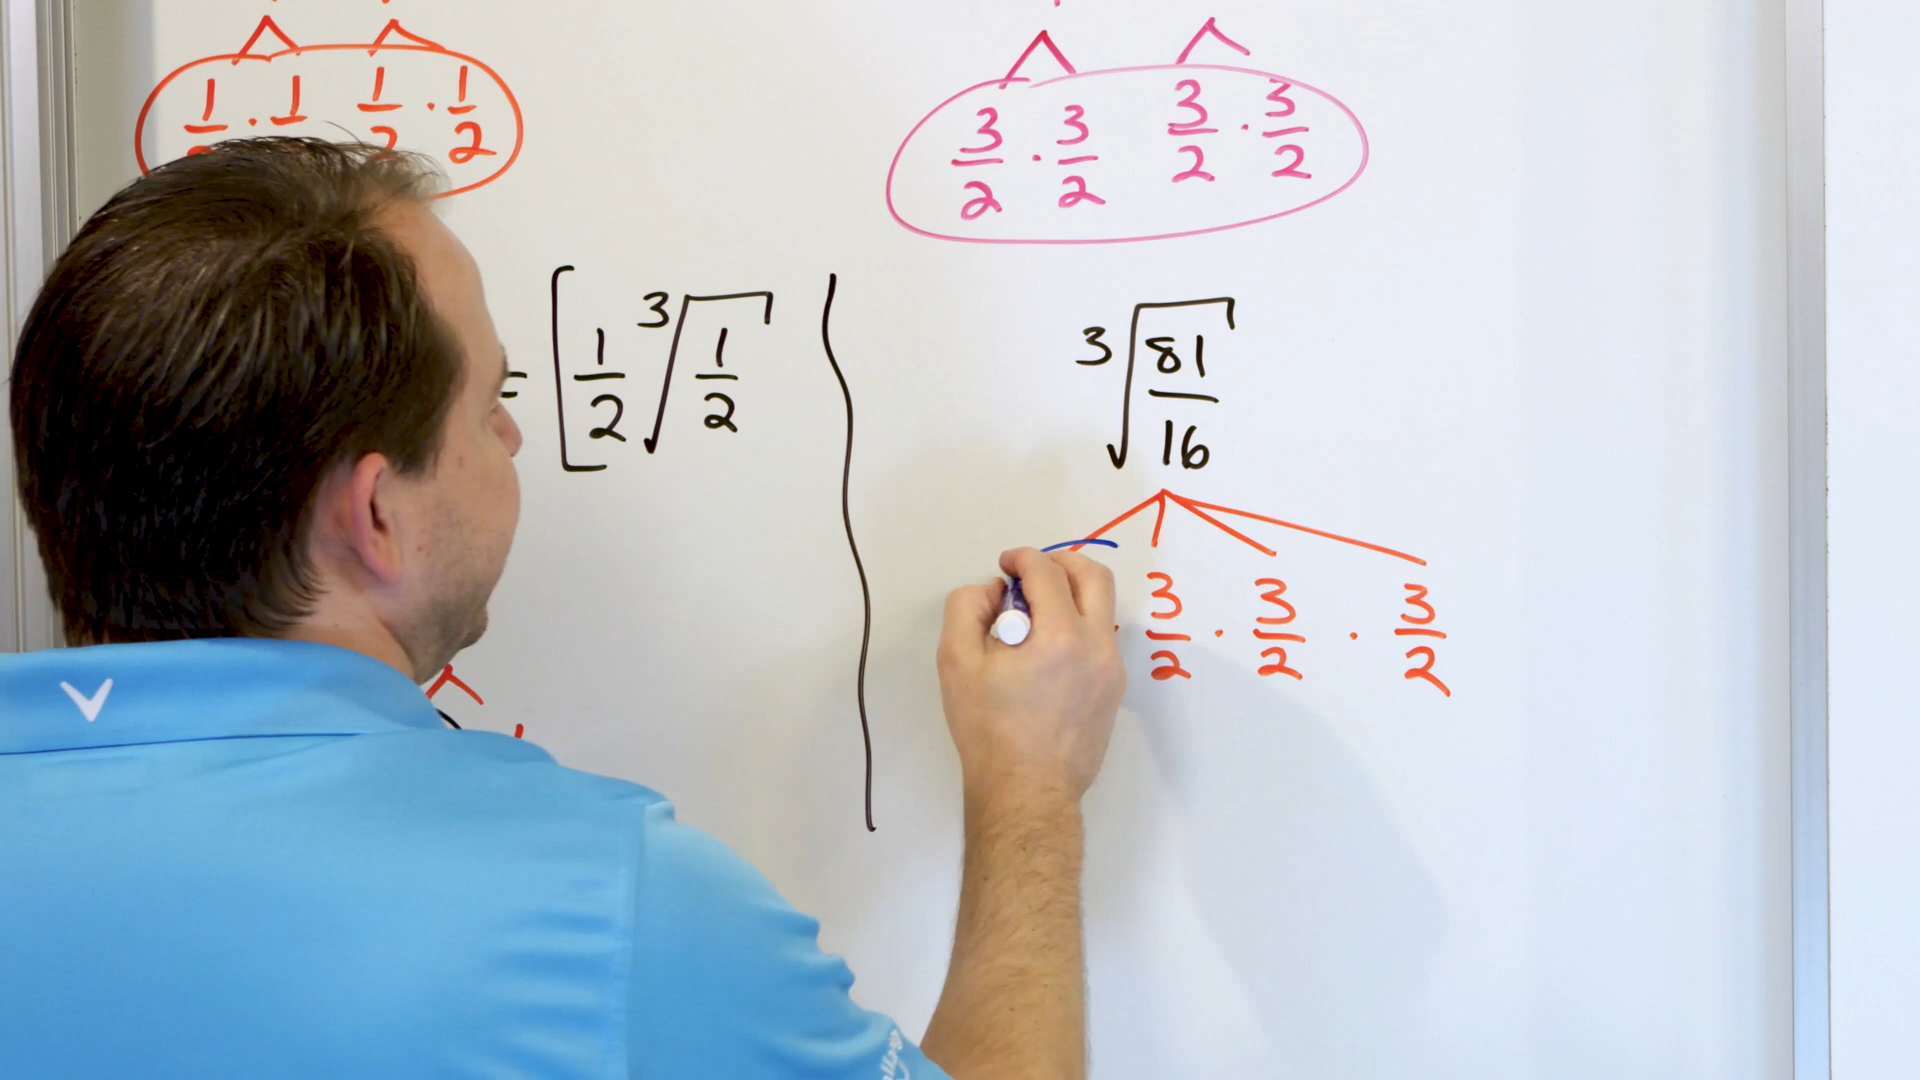 1/2 · 1 1/2 · 1/2
3/2 · 3/2 3/2 · 3/2
= [ 1/2 ∛(1/2)
∛(81/16)
· 3/2 · 3/2 · 3/2